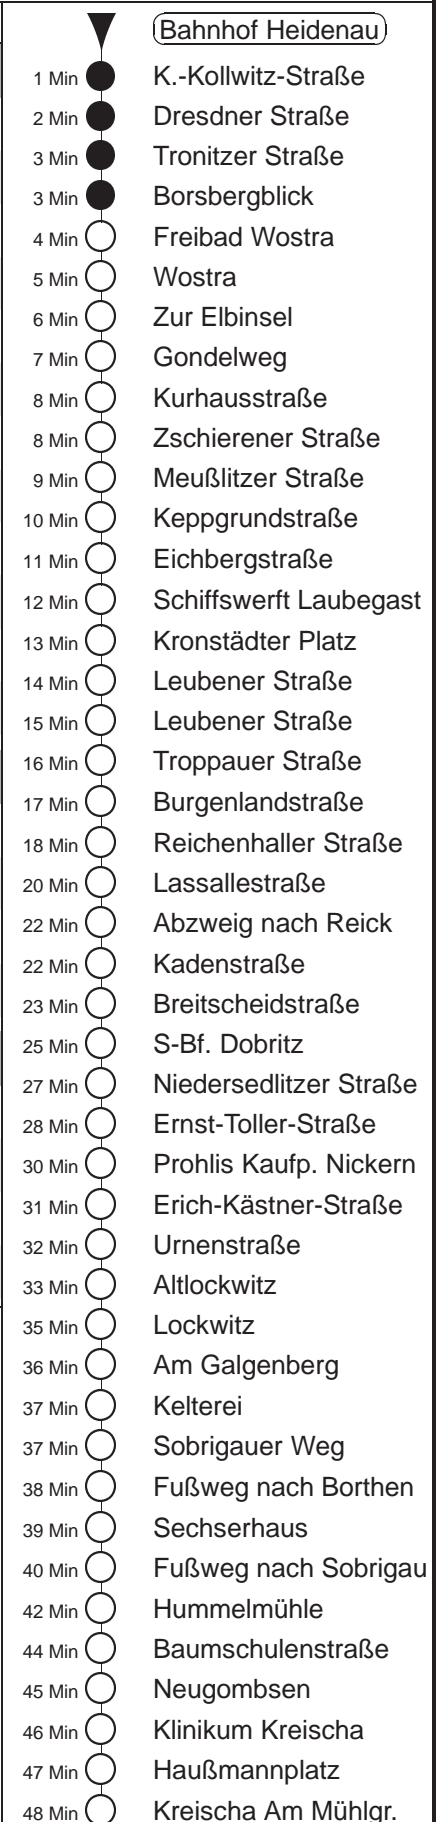 Bahnhof Heidenau
1 Min K.-Kollwitz-Straße
2 Min Dresdner Straße
3 Min Tronitzer Straße
3 Min Borsbergblick
4 Min Freibad Wostra
5 Min Wostra
6 Min Zur Elbinsel
7 Min Gondelweg
8 Min Kurhausstraße
8 Min Zschierener Straße
9 Min Meußlitzer Straße
10 Min Keppgrundstraße
11 Min Eichbergstraße
12 Min Schiffswerft Laubegast
13 Min Kronstädter Platz
14 Min Leubener Straße
15 Min Leubener Straße
16 Min Troppauer Straße
17 Min Burgenlandstraße
18 Min Reichenhaller Straße
20 Min Lassallestraße
22 Min Abzweig nach Reick
22 Min Kadenstraße
23 Min Breitscheidstraße
25 Min S-Bf. Dobritz
27 Min Niedersedlitzer Straße
28 Min Ernst-Toller-Straße
30 Min Prohlis Kaufp. Nickern
31 Min Erich-Kästner-Straße
32 Min Urnenstraße
33 Min Altlockwitz
35 Min Lockwitz
36 Min Am Galgenberg
37 Min Kelterei
37 Min Sobrigauer Weg
38 Min Fußweg nach Borthen
39 Min Sechserhaus
40 Min Fußweg nach Sobrigau
42 Min Hummelmühle
44 Min Baumschulenstraße
45 Min Neugombsen
46 Min Klinikum Kreischa
47 Min Haußmannplatz
48 Min Kreischa Am Mühlgr.